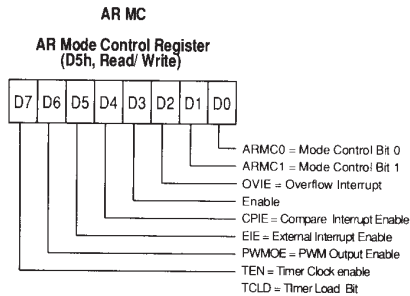 AR MC
AR Mode Control Register
(D5h, Read/ Write)
D7 D6 D5 D4 D3 D2 D1 D0
ARMC0 = Mode Control Bit 0
ARMC1 = Mode Control Bit 1
OVIE = Overflow Interrupt
Enable
CPIE = Compare Interrupt Enable
EIE = External Interrupt Enable
PWMOE = PWM Output Enable
TEN = Timer Clock enable
TCLD = Timer Load Bit